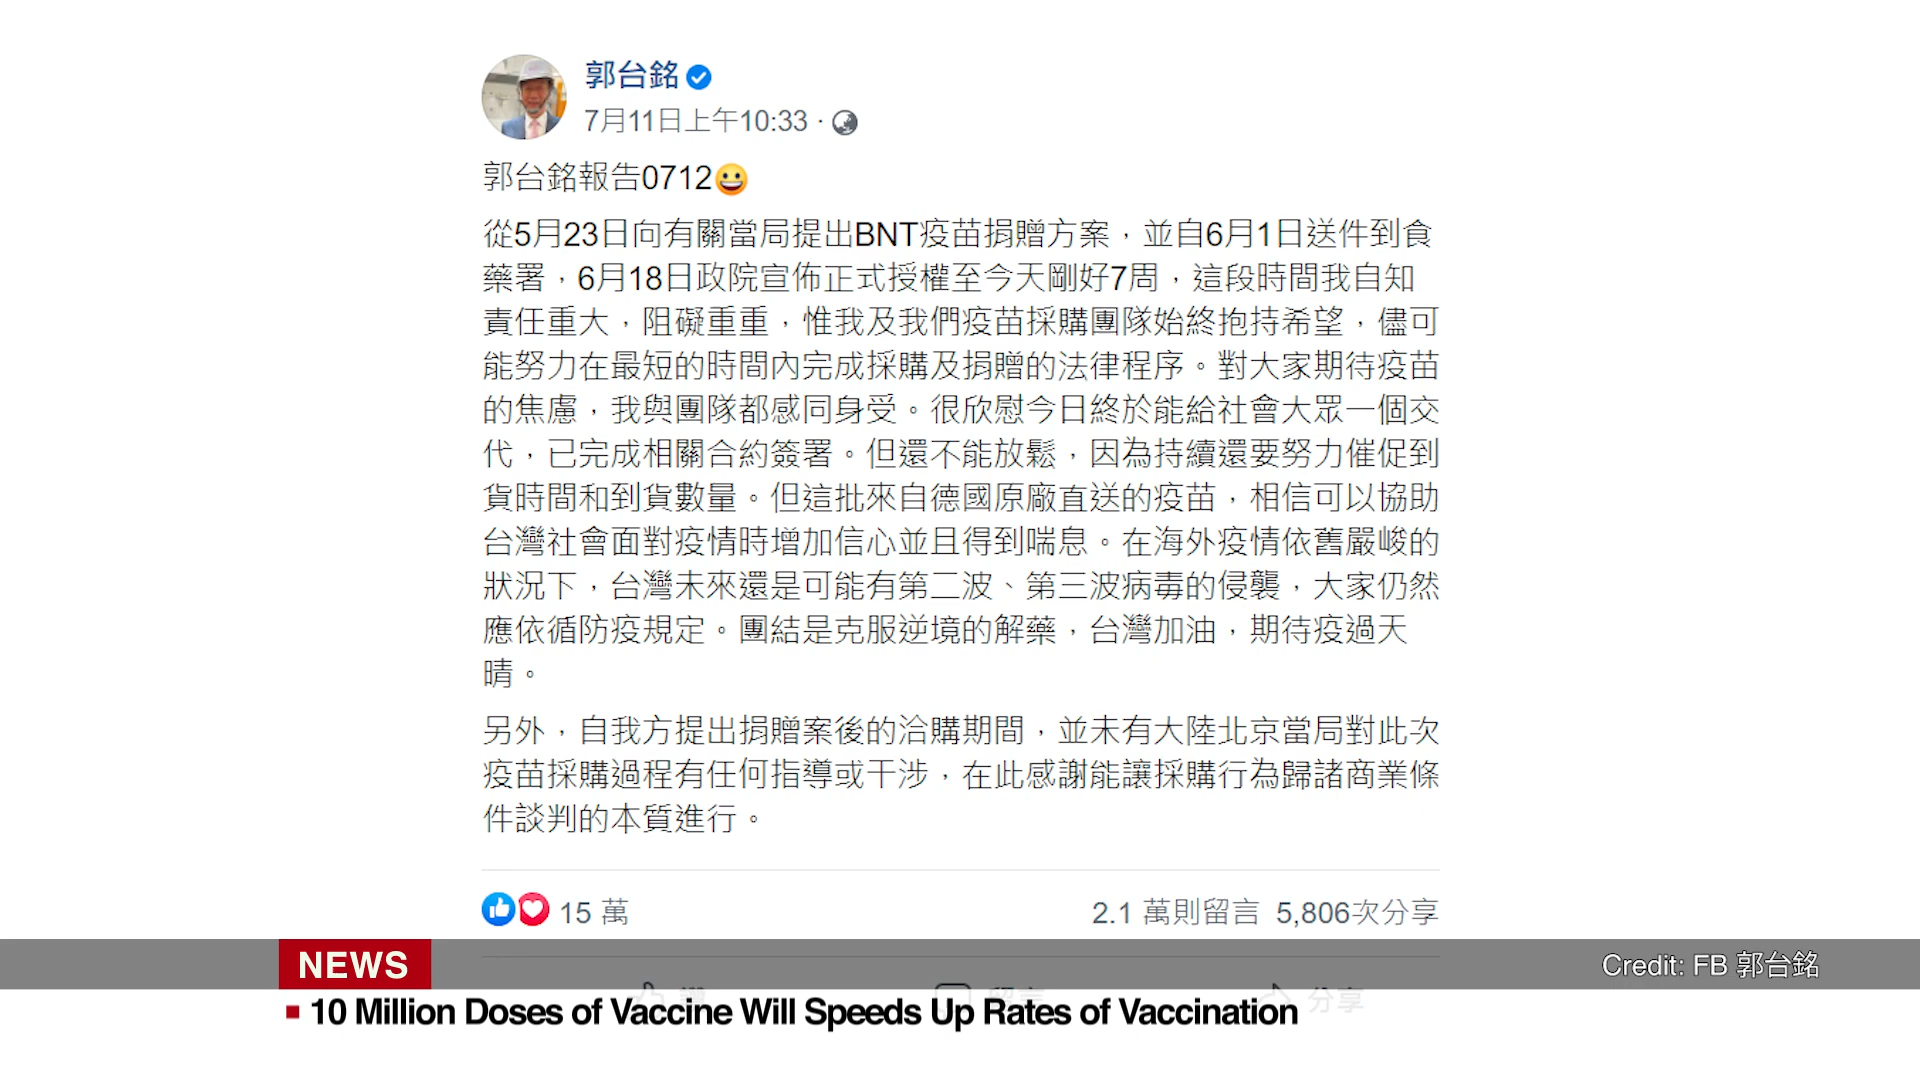 郭台銘
7月11日上午10:33 ·
郭台銘報告0712😀
從5月23日向有關當局提出BNT疫苗捐贈方案，並自6月1日送件到食
藥署，6月18日政院宣佈正式授權至今天剛好7周，這段時間我自知
責任重大，阻礙重重，惟我及我們疫苗採購團隊始終抱持希望，儘可
能努力在最短的時間內完成採購及捐贈的法律程序。對大家期待疫苗
的焦慮，我與團隊都感同身受。很欣慰今日終於能給社會大眾一個交
代，已完成相關合約簽署。但還不能放鬆，因為持續還要努力催促到
貨時間和到貨數量。但這批來自德國原廠直送的疫苗，相信可以協助
台灣社會面對疫情時增加信心並且得到喘息。在海外疫情依舊嚴峻的
狀況下，台灣未來還是可能有第二波、第三波病毒的侵襲，大家仍然
應依循防疫規定。團結是克服逆境的解藥，台灣加油，期待疫過天
晴。
另外，自我方提出捐贈案後的洽購期間，並未有大陸北京當局對此次
疫苗採購過程有任何指導或干涉，在此感謝能讓採購行為歸諸商業條
件談判的本質進行。
15 萬
2.1 萬則留言 5,806次分享
NEWS
Credit: FB 郭台銘
讚 留言 分享
10 Million Doses of Vaccine Will Speeds Up Rates of Vaccination